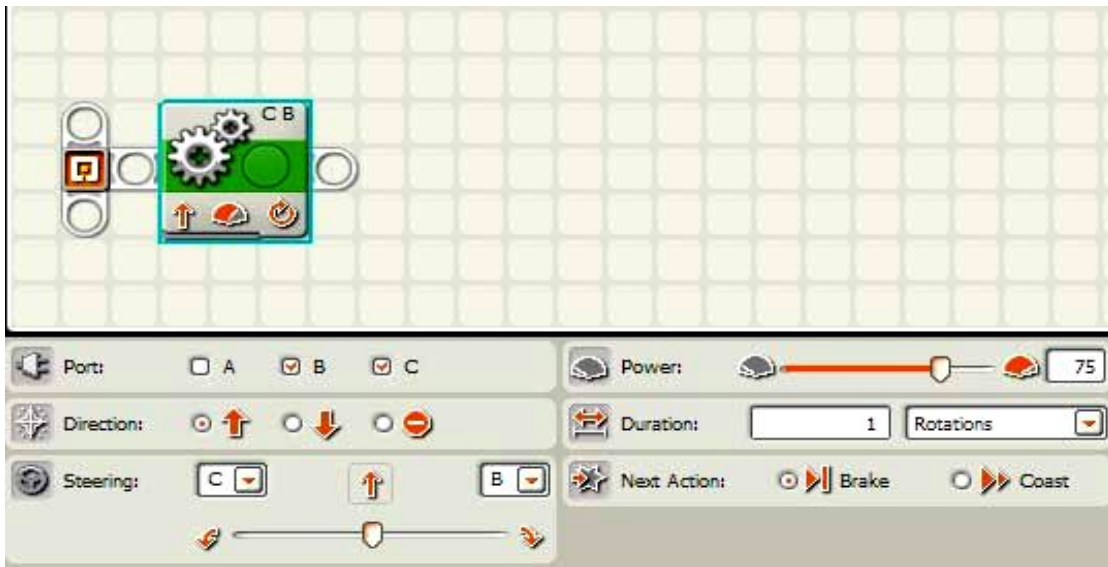 C B
Port: A B C
Power: 75
Direction:
Duration: 1 Rotations
Steering: C B
Next Action: Brake Coast